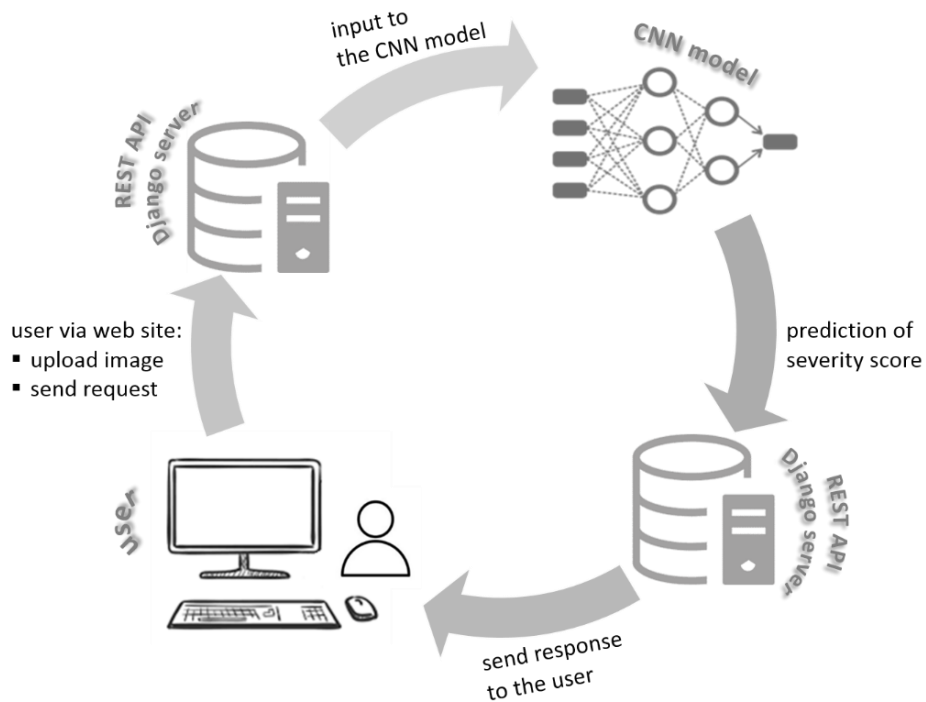 input to
the CNN model
CNN model
REST API
Django server
user via web site:
▪ upload image
▪ send request
prediction of
severity score
user
REST API
Django server
send response
to the user